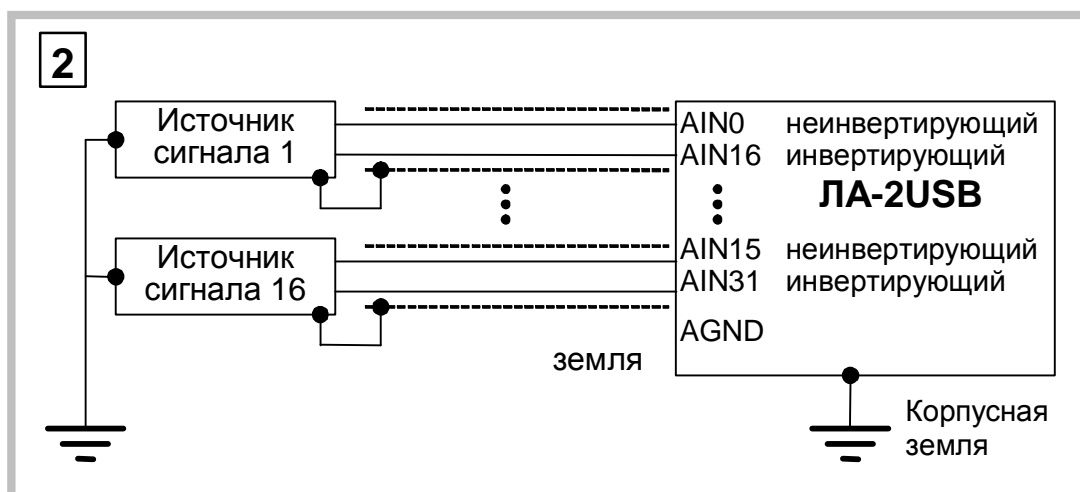 2
Источник
сигнала 1
AIN0 неинвертирующий
AIN16 инвертирующий
ЛА-2USB
Источник
сигнала 16
AIN15 неинвертирующий
AIN31 инвертирующий
AGND
земля
Корпусная
земля